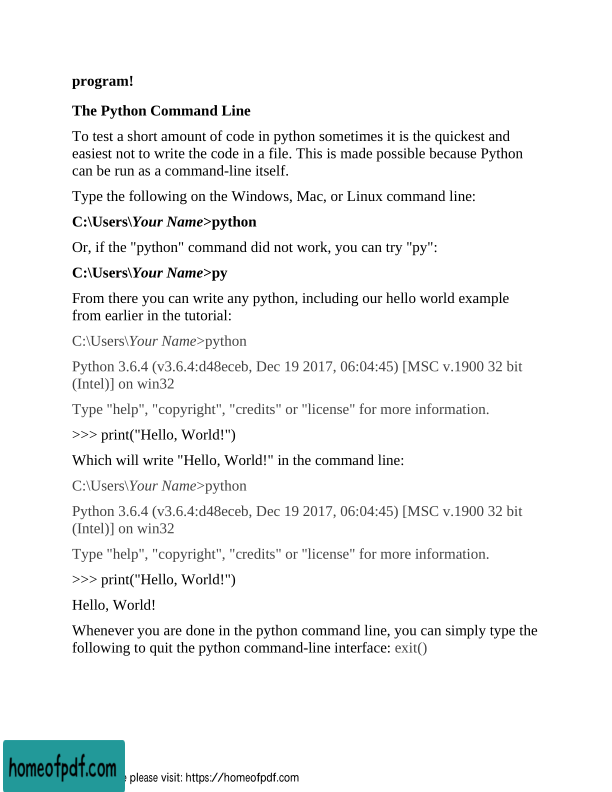 program!
The Python Command Line
To test a short amount of code in python sometimes it is the quickest and
easiest not to write the code in a file. This is made possible because Python
can be run as a command-line itself.
Type the following on the Windows, Mac, or Linux command line:
C:\Users\Your Name>python
Or, if the "python" command did not work, you can try "py":
C:\Users\Your Name>py
From there you can write any python, including our hello world example
from earlier in the tutorial:
C:\Users\Your Name>python
Python 3.6.4 (v3.6.4:d48eceb, Dec 19 2017, 06:04:45) [MSC v.1900 32 bit
(Intel)] on win32
Type "help", "copyright", "credits" or "license" for more information.
>>> print("Hello, World!")
Which will write "Hello, World!" in the command line:
C:\Users\Your Name>python
Python 3.6.4 (v3.6.4:d48eceb, Dec 19 2017, 06:04:45) [MSC v.1900 32 bit
(Intel)] on win32
Type "help", "copyright", "credits" or "license" for more information.
>>> print("Hello, World!")
Hello, World!
Whenever you are done in the python command line, you can simply type the
following to quit the python command-line interface: exit()
homeofpdf.com
please visit: https://homeofpdf.com